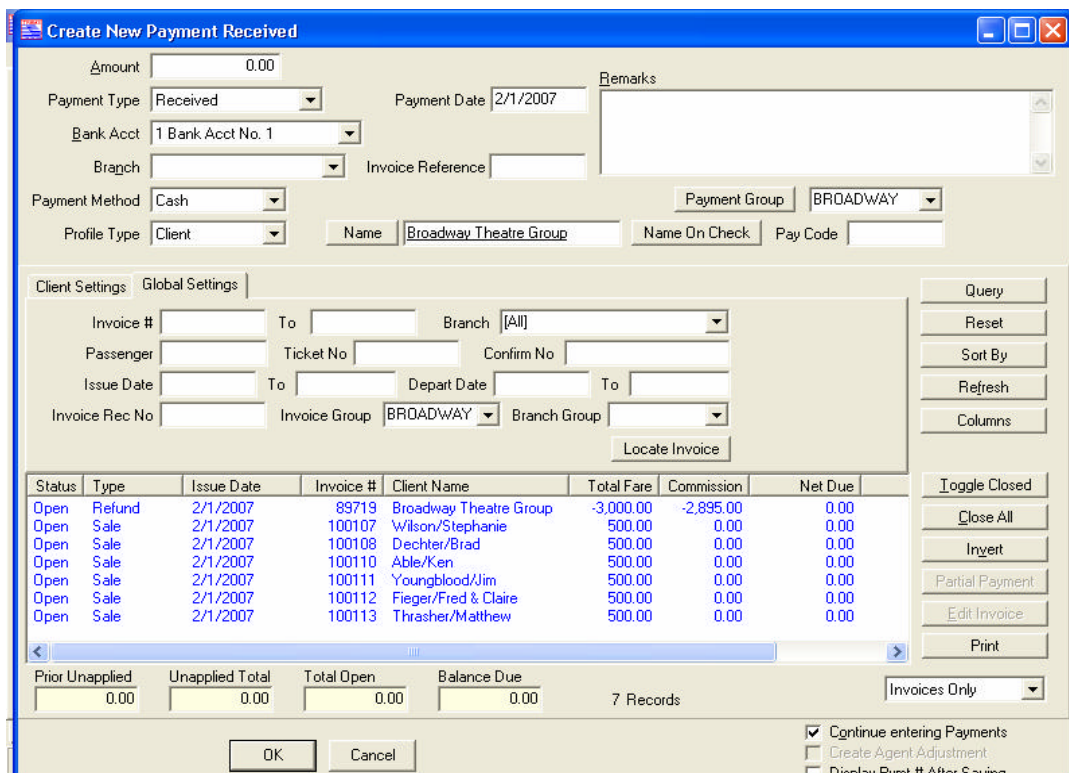 Create New Payment Received
Amount 0.00
Remarks
Payment Type Received Payment Date 2/1/2007
Bank Acct 1 Bank Acct No. 1
Branch Invoice Reference
Payment Method Cash Payment Group BROADWAY
Profile Type Client Name Broadway Theatre Group Name On Check Pay Code
Client Settings Global Settings Query
Invoice # To Branch [All] Reset
Passenger Ticket No Confirm No Sort By
Issue Date To Depart Date To Refresh
Invoice Rec No Invoice Group BROADWAY Branch Group Columns
Locate Invoice
Status Type Issue Date Invoice # Client Name Total Fare Commission Net Due Toggle Closed
Open Refund 2/1/2007 89719 Broadway Theatre Group -3,000.00 -2,895.00 0.00
Open Sale 2/1/2007 100107 Wilson/Stephanie 500.00 0.00 0.00 Close All
Open Sale 2/1/2007 100108 Dechter/Brad 500.00 0.00 0.00
Open Sale 2/1/2007 100110 Able/Ken 500.00 0.00 0.00 Invert
Open Sale 2/1/2007 100111 Youngblood/Jim 500.00 0.00 0.00
Open Sale 2/1/2007 100112 Fieger/Fred & Claire 500.00 0.00 0.00 Partial Payment
Open Sale 2/1/2007 100113 Thrasher/Matthew 500.00 0.00 0.00 Edit Invoice
Print
Prior Unapplied Unapplied Total Total Open Balance Due
0.00 0.00 0.00 0.00 7 Records Invoices Only
Continue entering Payments
OK Cancel Create Agent Adjustment
Display Pymt # After Saving